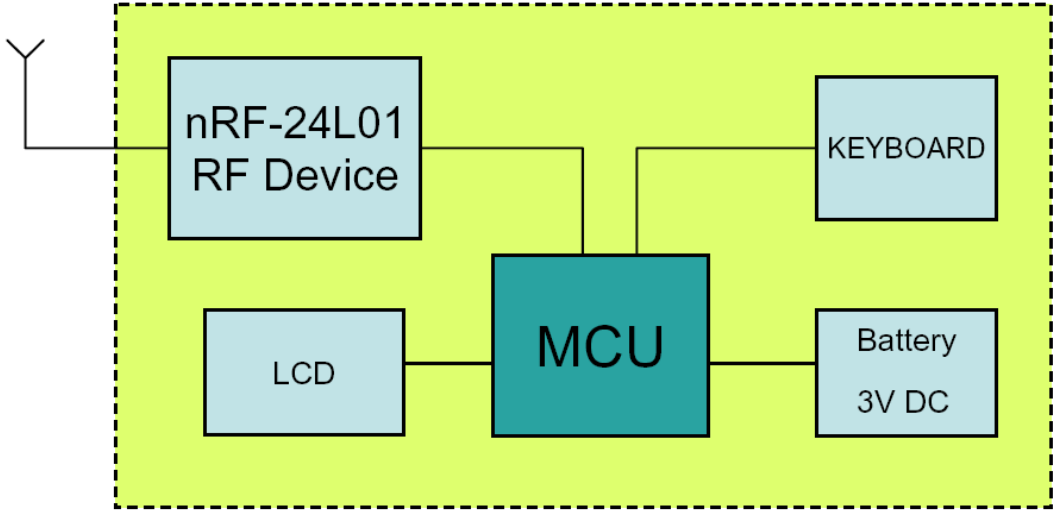 nRF-24L01
RF Device
KEYBOARD
LCD
MCU
Battery
3V DC